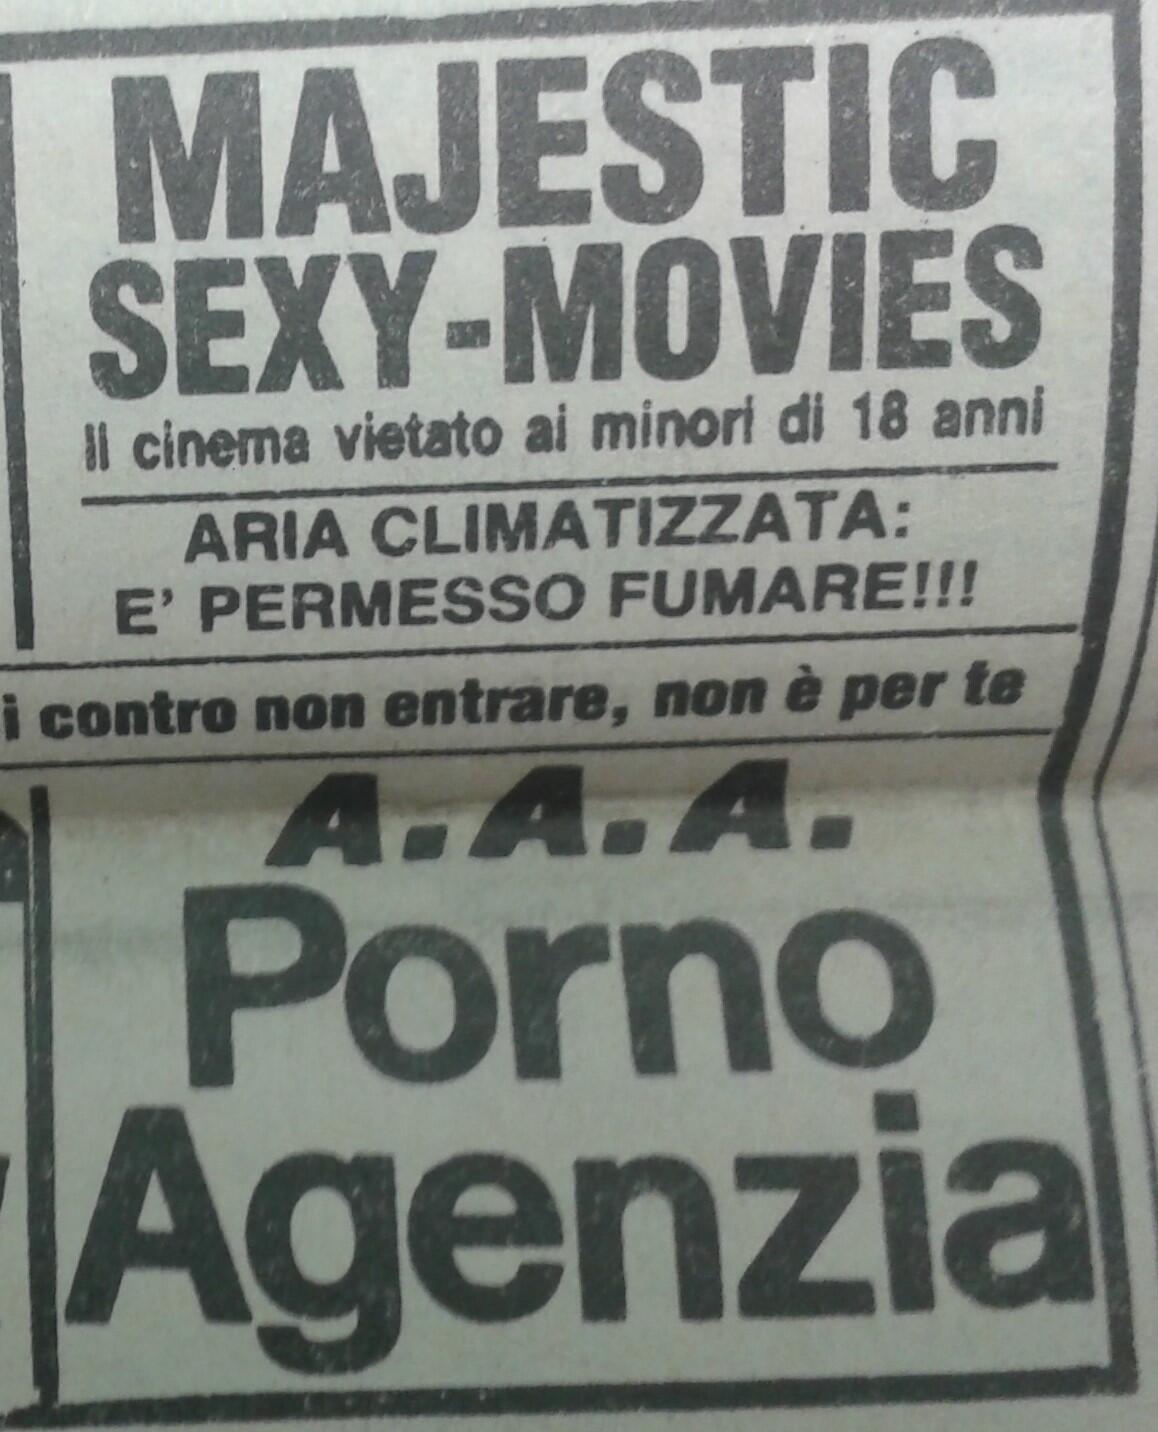 MAJESTIC
SEXY-MOVIES
Il cinema vietato ai minori di 18 anni
ARIA CLIMATIZZATA:
E' PERMESSO FUMARE!!!
i contro non entrare, non è per te
A.A.A.
Porno
Agenzia